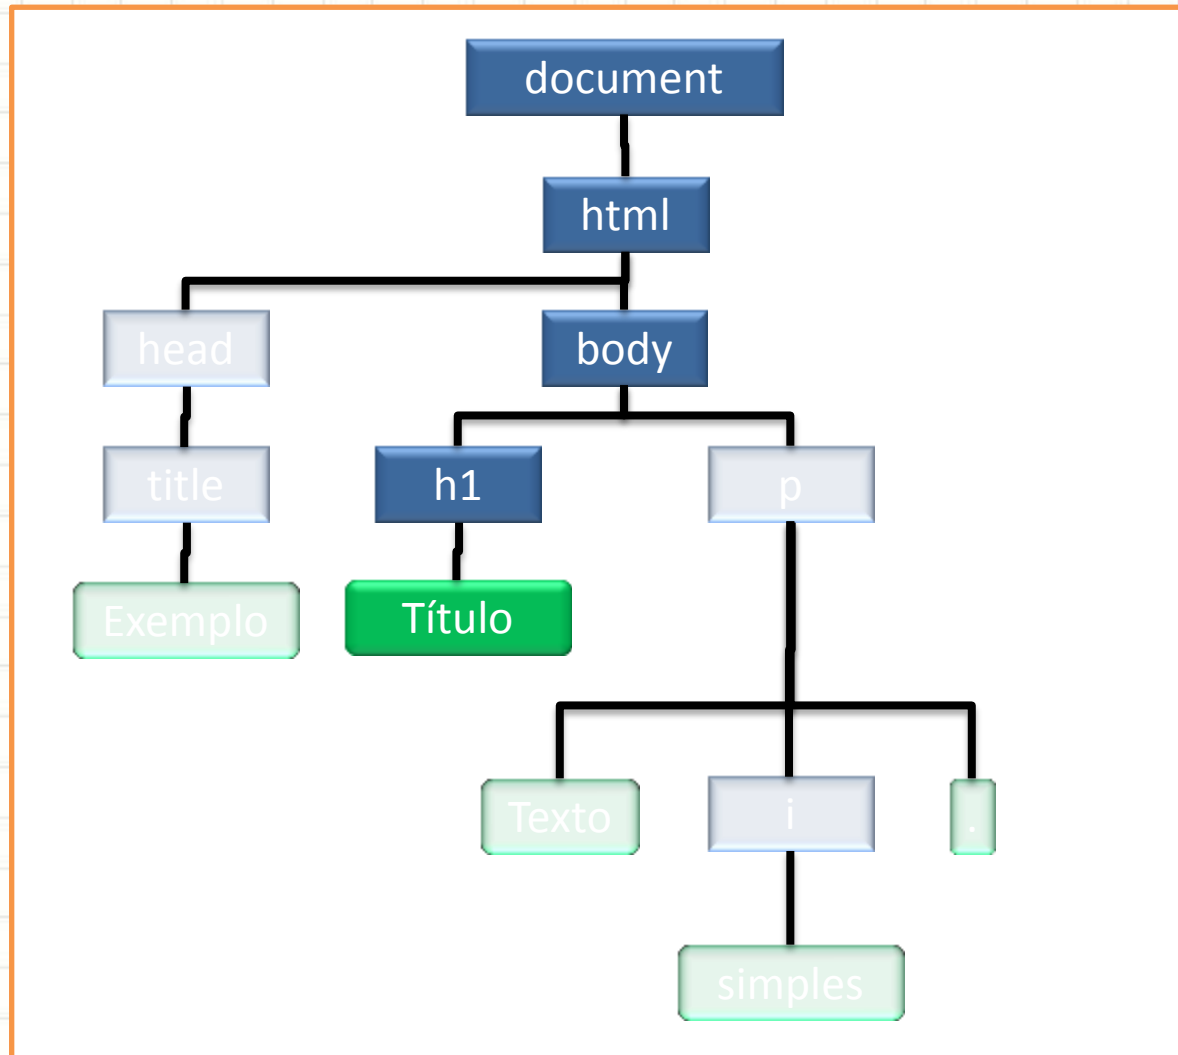 document
html
head
body
title
h1
p
Exemplo
Título
Texto
i
.
simples